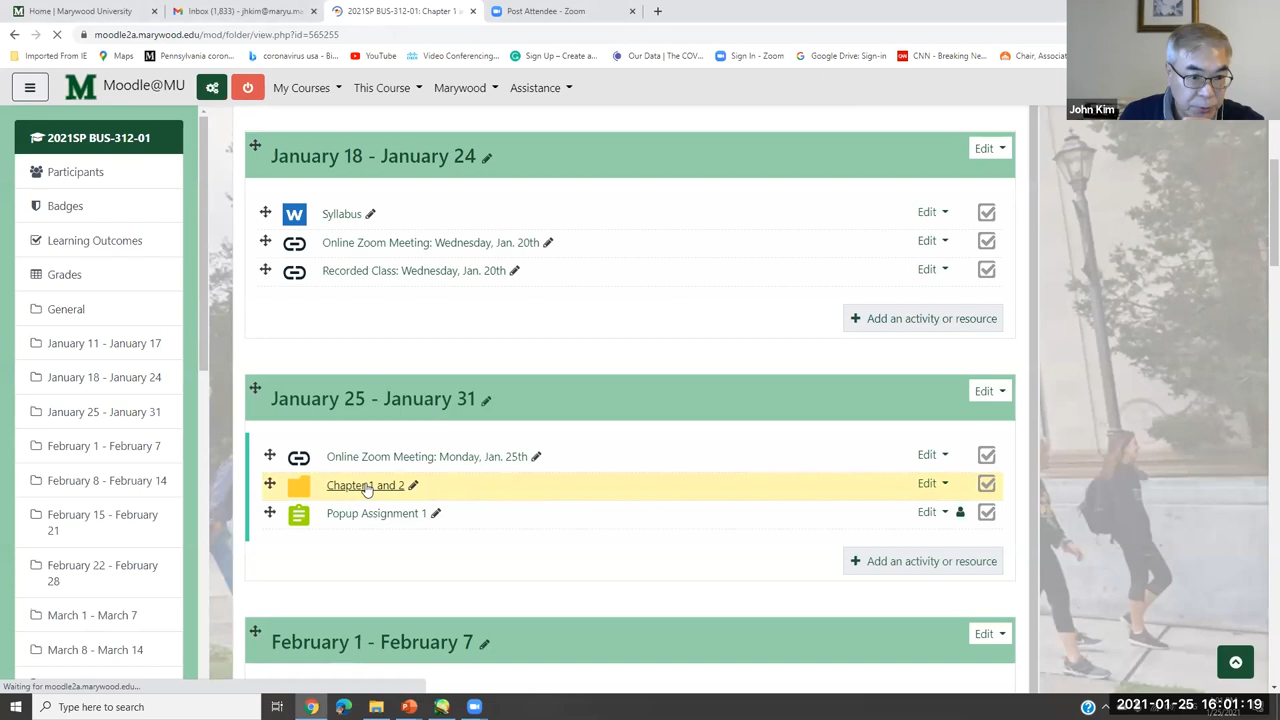 Home | Marywood University
Inbox (1,833) - jhkim@maryu.ma
2021SP BUS-312-01: Chapter 1
Post Attendee - Zoom
moodle2a.marywood.edu/mod/folder/view.php?id=565255
Imported From IE
Maps
Pennsylvania coron...
coronavirus usa - Bi...
YouTube
Video Conferencing...
Sign Up – Create a...
Our Data | The COV...
Sign In - Zoom
Google Drive: Sign-in
CNN - Breaking Ne...
Chair, Associa
John Kim
M
Moodle@MU
My Courses
This Course
Marywood
Assistance
2021SP BUS-312-01
Participants
Badges
Learning Outcomes
Grades
General
January 11 - January 17
January 18 - January 24
January 25 - January 31
February 1 - February 7
February 8 - February 14
February 15 - February
21
February 22 - February
28
March 1 - March 7
March 8 - March 14
January 18 - January 24
Edit
W
Syllabus
Edit
Online Zoom Meeting: Wednesday, Jan. 20th
Edit
Recorded Class: Wednesday, Jan. 20th
Edit
Add an activity or resource
January 25 - January 31
Edit
Online Zoom Meeting: Monday, Jan. 25th
Edit
Chapter 1 and 2
Edit
Popup Assignment 1
Edit
Add an activity or resource
February 1 - February 7
Edit
Waiting for moodle2a.marywood.edu...
Type here to search
2021-01-25 16:01:19